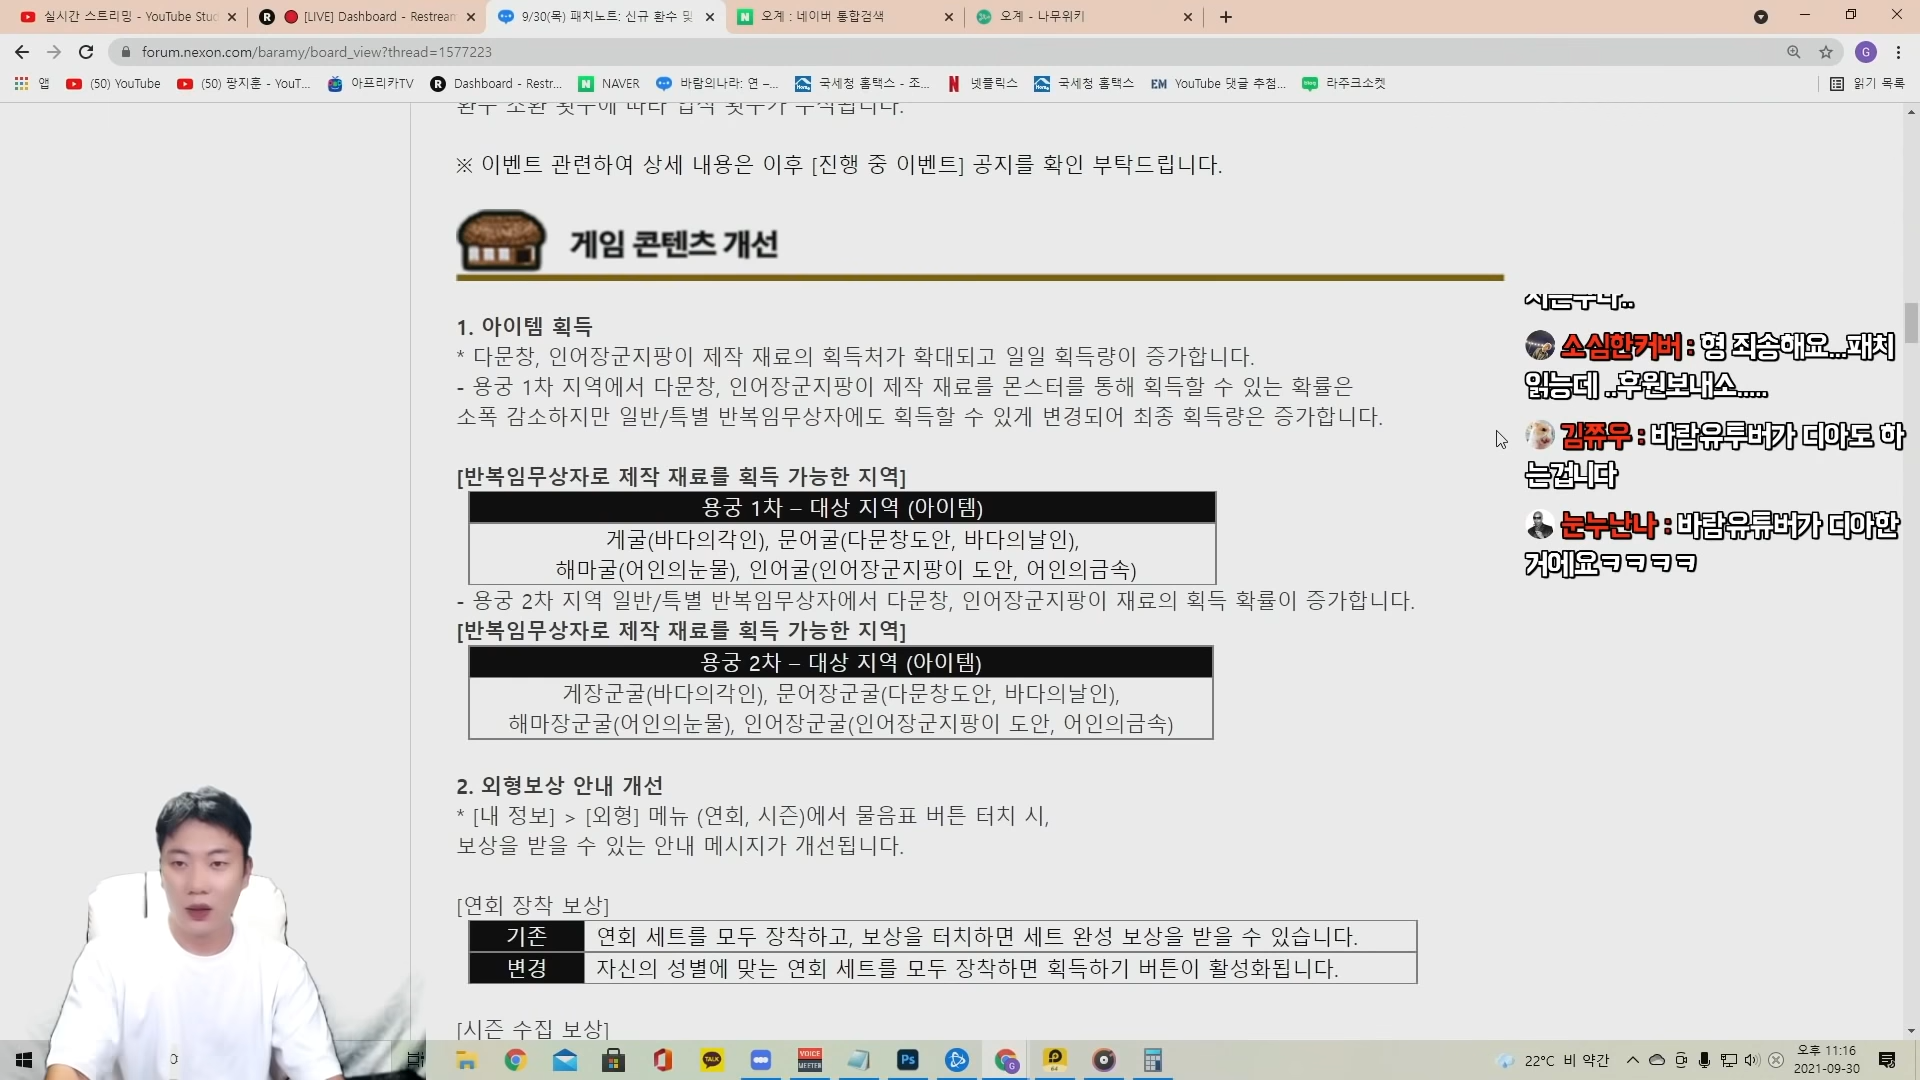 실시간 스트리밍 - YouTube Stud
[LIVE] Dashboard - Restream
9/30(목) 패치노트: 신규 환수 및
오계 : 네이버 통합검색
오계 - 나무위키
forum.nexon.com/baramy/board_view?thread=1577223
앱
(50) YouTube
(50) 팡지훈 - YouT...
아프리카TV
Dashboard - Restr...
NAVER
바람의나라: 연 –...
국세청 홈택스 - 조...
넷플릭스
국세청 홈택스
YouTube 댓글 추첨...
라주크소켓
읽기 목록
※ 이벤트 관련하여 상세 내용은 이후 [진행 중 이벤트] 공지를 확인 부탁드립니다.
게임 콘텐츠 개선
1. 아이템 획득
* 다문창, 인어장군지팡이 제작 재료의 획득처가 확대되고 일일 획득량이 증가합니다.
- 용궁 1차 지역에서 다문창, 인어장군지팡이 제작 재료를 몬스터를 통해 획득할 수 있는 확률은
소폭 감소하지만 일반/특별 반복임무상자에도 획득할 수 있게 변경되어 최종 획득량은 증가합니다.
[반복임무상자로 제작 재료를 획득 가능한 지역]
용궁 1차 – 대상 지역 (아이템)
게굴(바다의각인), 문어굴(다문창도안, 바다의날인),
해마굴(어인의눈물), 인어굴(인어장군지팡이 도안, 어인의금속)
- 용궁 2차 지역 일반/특별 반복임무상자에서 다문창, 인어장군지팡이 재료의 획득 확률이 증가합니다.
[반복임무상자로 제작 재료를 획득 가능한 지역]
용궁 2차 – 대상 지역 (아이템)
게장군굴(바다의각인), 문어장군굴(다문창도안, 바다의날인),
해마장군굴(어인의눈물), 인어장군굴(인어장군지팡이 도안, 어인의금속)
2. 외형보상 안내 개선
* [내 정보] > [외형] 메뉴 (연회, 시즌)에서 물음표 버튼 터치 시,
보상을 받을 수 있는 안내 메시지가 개선됩니다.
[연회 장착 보상]
기존 연회 세트를 모두 장착하고, 보상을 터치하면 세트 완성 보상을 받을 수 있습니다.
변경 자신의 성별에 맞는 연회 세트를 모두 장착하면 획득하기 버튼이 활성화됩니다.
[시즌 수집 보상]
소심한커버 : 형 죄송해요...패치
읽는데 ..후원보내소.....
김쮸우 : 바람유투버가 디아도 하
는겁니다
눈누난나 : 바람유튜버가 디아한
거에요ㅋㅋㅋㅋ
22°C 비 약간
오후 11:16
2021-09-30